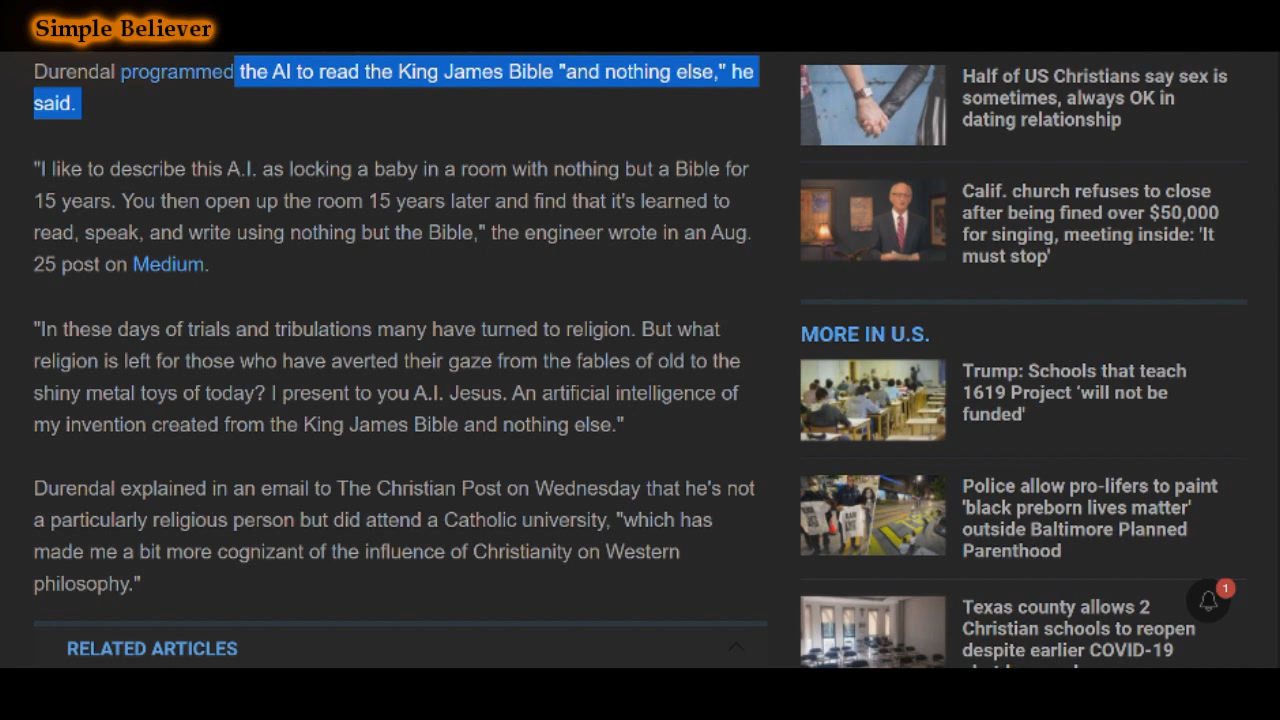 Simple Believer
Durendal programmed the AI to read the King James Bible "and nothing else," he
said.
"I like to describe this A.I. as locking a baby in a room with nothing but a Bible for
15 years. You then open up the room 15 years later and find that it's learned to
read, speak, and write using nothing but the Bible," the engineer wrote in an Aug.
25 post on Medium.
"In these days of trials and tribulations many have turned to religion. But what
religion is left for those who have averted their gaze from the fables of old to the
shiny metal toys of today? I present to you A.I. Jesus. An artificial intelligence of
my invention created from the King James Bible and nothing else."
Durendal explained in an email to The Christian Post on Wednesday that he's not
a particularly religious person but did attend a Catholic university, "which has
made me a bit more cognizant of the influence of Christianity on Western
philosophy."
RELATED ARTICLES
Half of US Christians say sex is
sometimes, always OK in
dating relationship
Calif. church refuses to close
after being fined over $50,000
for singing, meeting inside: 'It
must stop'
MORE IN U.S.
Trump: Schools that teach
1619 Project 'will not be
funded'
Police allow pro-lifers to paint
'black preborn lives matter'
outside Baltimore Planned
Parenthood
1
Texas county allows 2
Christian schools to reopen
despite earlier COVID-19